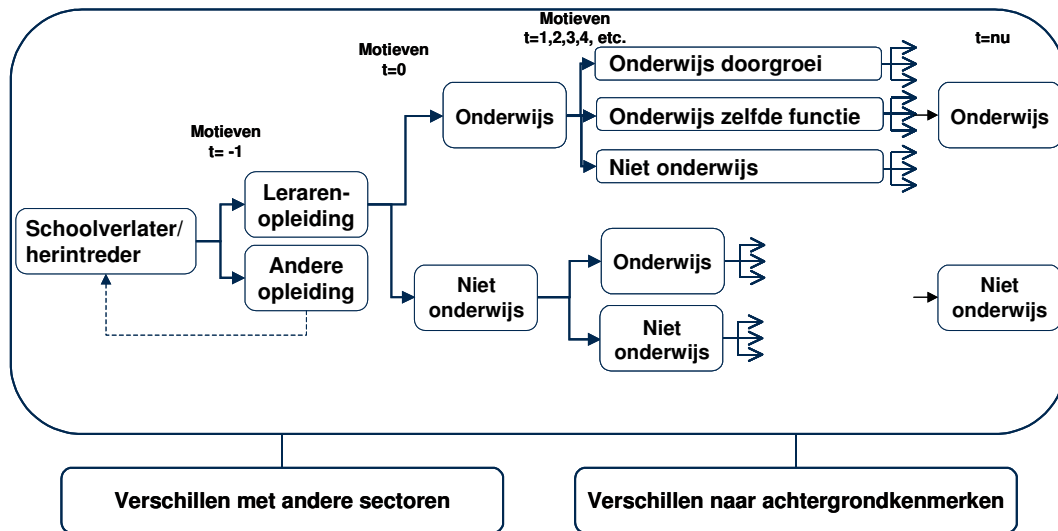 Motieven
t=1,2,3,4, etc.
t=nu
Motieven
t=0
Onderwijs doorgroei
Onderwijs
Onderwijs zelfde functie
Onderwijs
Motieven
t= -1
Niet onderwijs
Leraren-
opleiding
Schoolverlater/
herintreder
Andere
opleiding
Niet
onderwijs
Onderwijs
Niet
onderwijs
Niet
onderwijs
Verschillen met andere sectoren
Verschillen naar achtergrondkenmerken